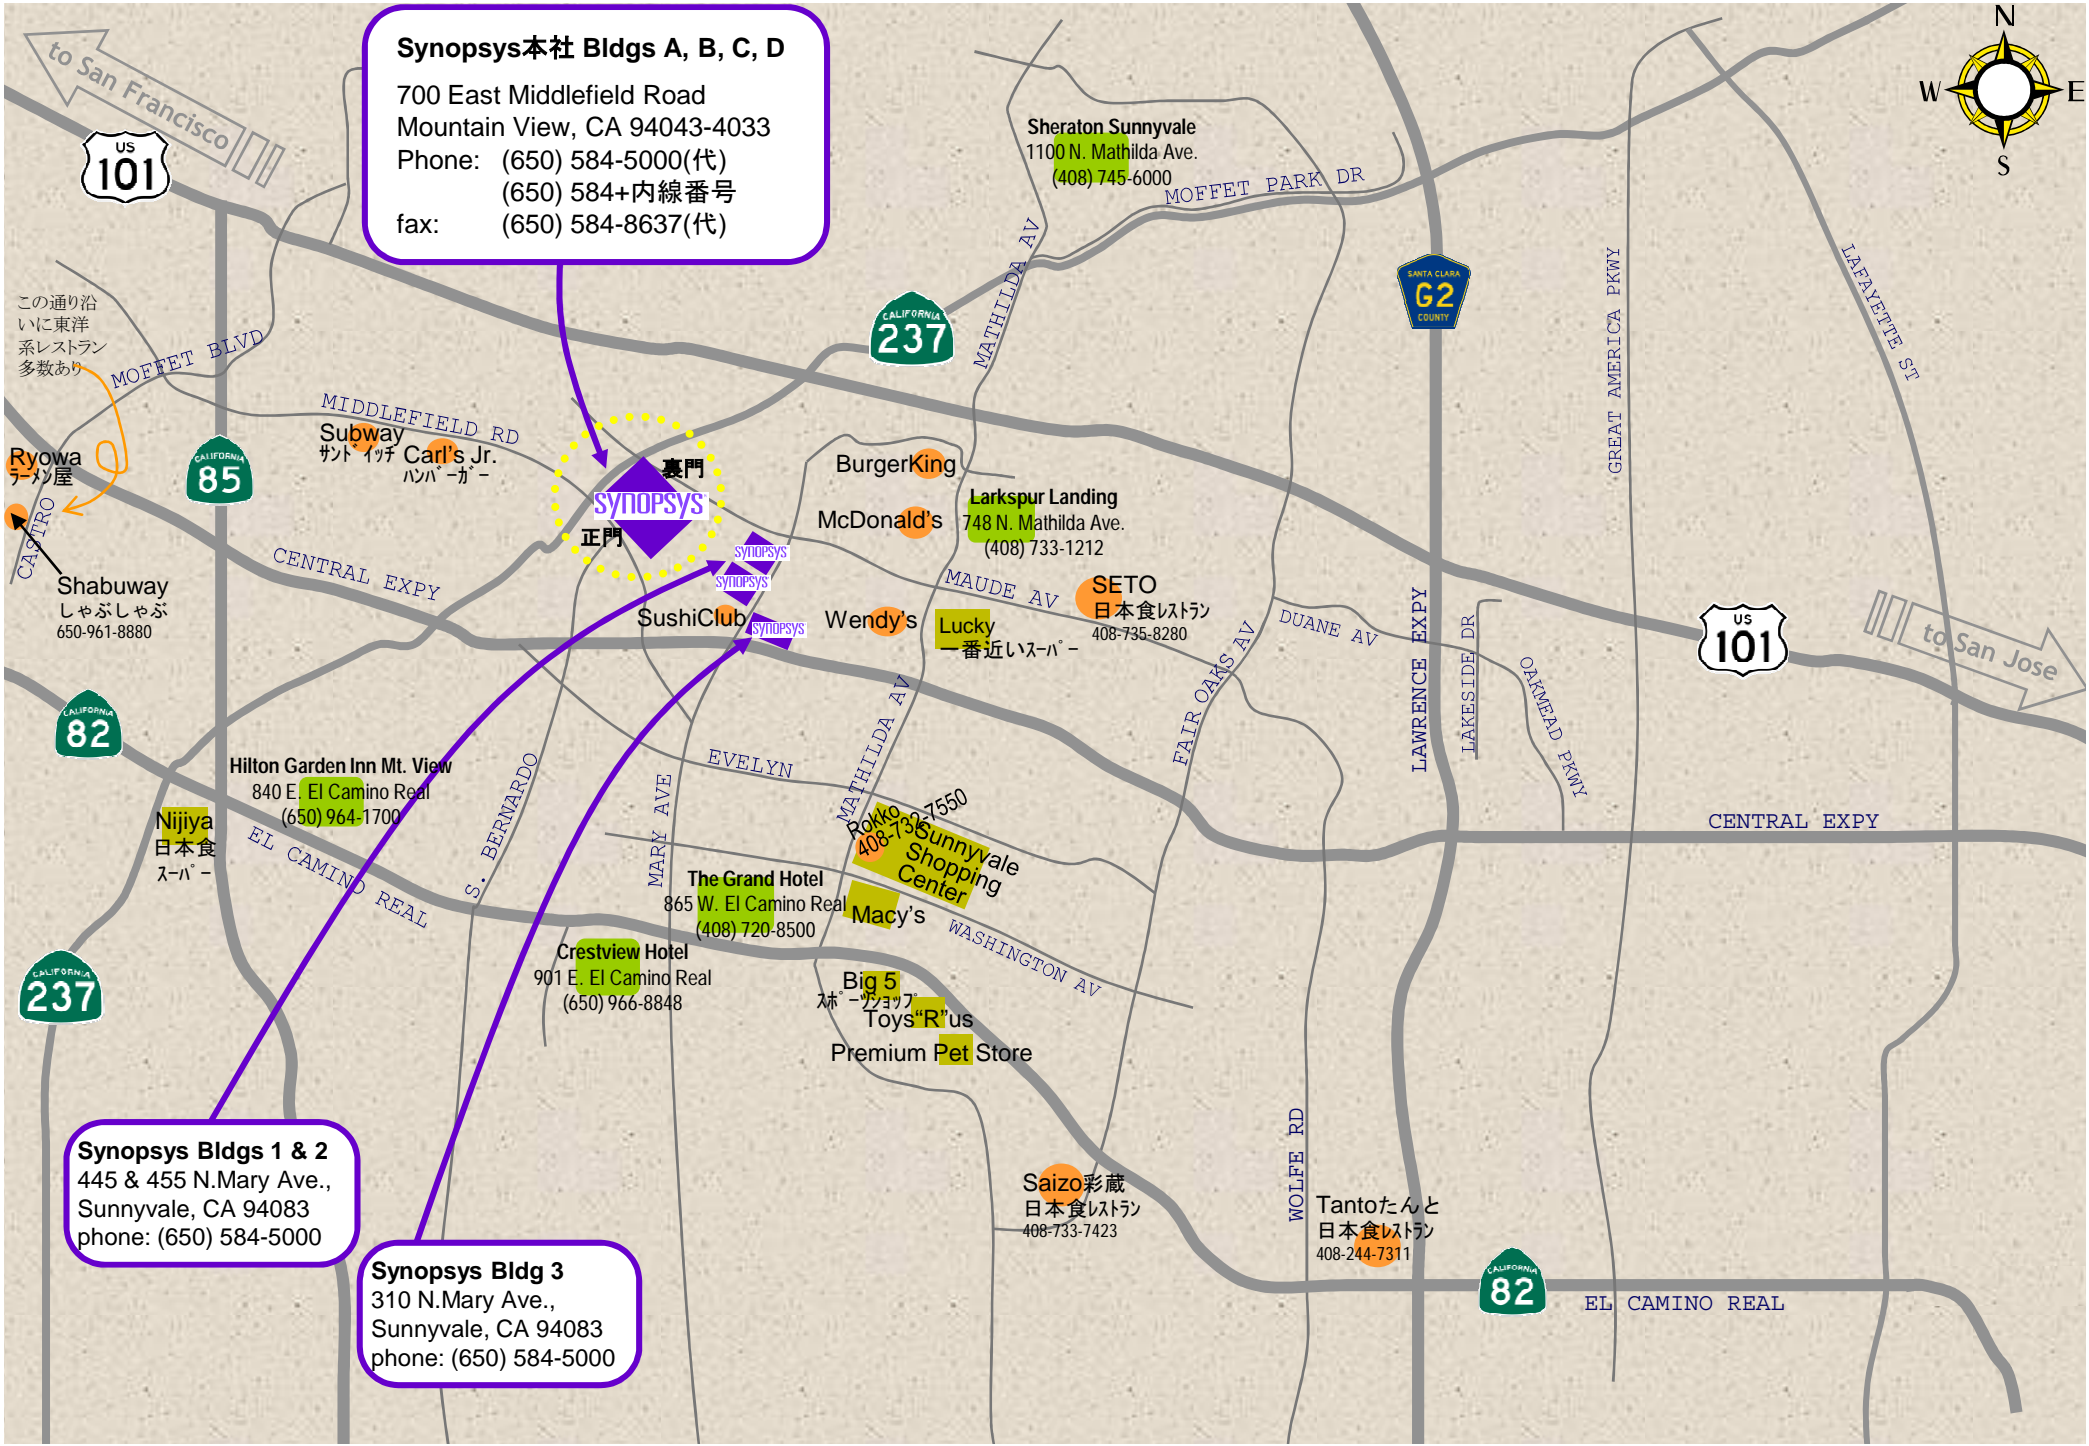 to San Francisco
US
101
Synopsys本社 Bldgs A, B, C, D
700 East Middlefield Road
Mountain View, CA 94043-4033
Phone: (650) 584-5000(代)
(650) 584+内線番号
fax: (650) 584-8637(代)
N
W
E
S
Sheraton Sunnyvale
1100 N. Mathilda Ave.
(408) 745-6000
MOFFET PARK DR
MATHILDA AV
SANTA CLARA
G2
COUNTY
GREAT AMERICA PKWY
LAFAYETTE ST
この通り沿
いに東洋
系レストラン
多数あり
MOFFET BLVD
CALIFORNIA
237
MIDDLEFIELD RD
Subway
サンドイッチ
Carl's Jr.
ハンバーガー
Ryowa
ラーメン屋
CALIFORNIA
85
裏門
SYNOPSYS
正門
BurgerKing
McDonald's
Larkspur Landing
748 N. Mathilda Ave.
(408) 733-1212
CASTRO
CENTRAL EXPY
SYNOPSYS
SYNOPSYS
Shabuway
しゃぶしゃぶ
650-961-8880
SushiClub
SYNOPSYS
Wendy's
Lucky
一番近いスーパー
MAUDE AV
SETO
日本食レストラン
408-735-8280
DUANE AV
FAIR OAKS AV
LAWRENCE EXPY
LAKESIDE DR
OAKMEAD PKWY
US
101
to San Jose
CALIFORNIA
82
Hilton Garden Inn Mt. View
840 E. El Camino Real
(650) 964-1700
Nijiya
日本食
スーパー
EL CAMINO REAL
S. BERNARDO
MARY AVE
EVELYN
MATHILDA AV
Rokko
408-736-7550
Sunnyvale
Shopping
Center
CENTRAL EXPY
The Grand Hotel
865 W. El Camino Real
(408) 720-8500
Macy's
WASHINGTON AV
Crestview Hotel
901 E. El Camino Real
(650) 966-8848
CALIFORNIA
237
Big 5
スポーツショップ
Toys“R”us
Premium Pet Store
Synopsys Bldgs 1 & 2
445 & 455 N.Mary Ave.,
Sunnyvale, CA 94083
phone: (650) 584-5000
Synopsys Bldg 3
310 N.Mary Ave.,
Sunnyvale, CA 94083
phone: (650) 584-5000
Saizo彩蔵
日本食レストラン
408-733-7423
WOLFE RD
Tantoたんと
日本食レストラン
408-244-7311
CALIFORNIA
82
EL CAMINO REAL